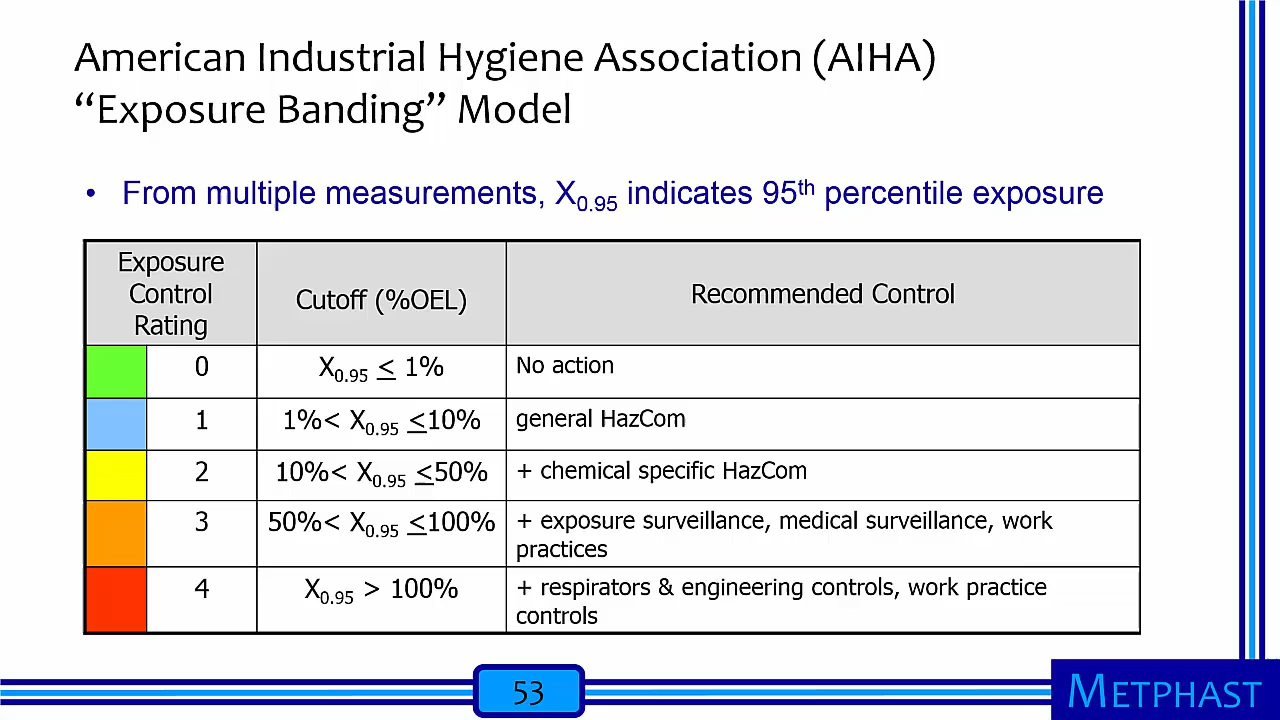 American Industrial Hygiene Association (AIHA)
“Exposure Banding” Model
• From multiple measurements, X0.95 indicates 95th percentile exposure
Exposure
Control
Rating
Cutoff (%OEL)
Recommended Control
0
X0.95 ≤ 1%
No action
1
1%< X0.95 ≤10%
general HazCom
2
10%< X0.95 ≤50%
+ chemical specific HazCom
3
50%< X0.95 ≤100%
+ exposure surveillance, medical surveillance, work
practices
4
X0.95 > 100%
+ respirators & engineering controls, work practice
controls
53
METPHAST